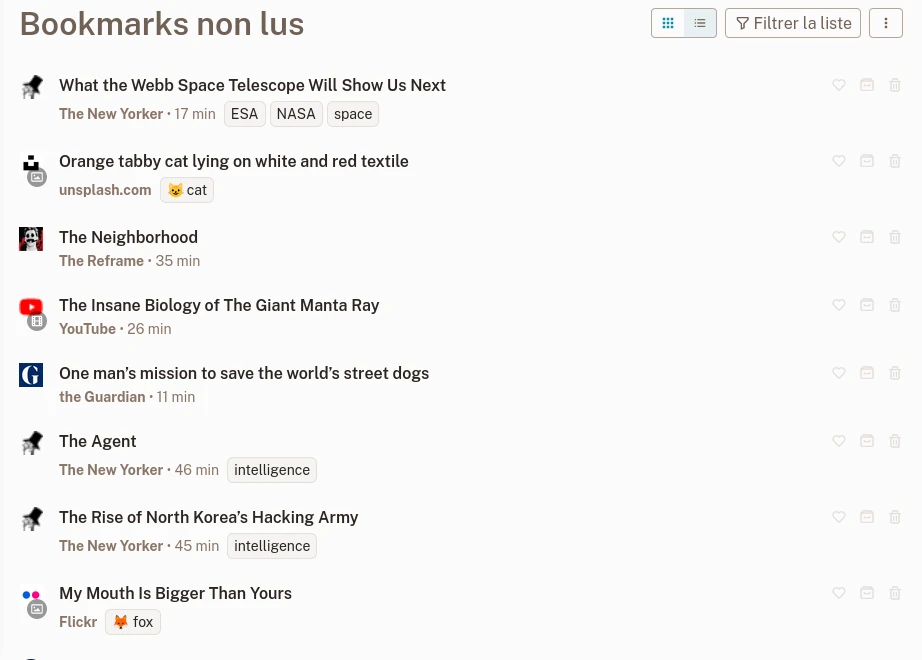 Bookmarks non lus
Filtrer la liste
What the Webb Space Telescope Will Show Us Next
The New Yorker • 17 min ESA NASA space
Orange tabby cat lying on white and red textile
unsplash.com 😺 cat
The Neighborhood
The Reframe • 35 min
The Insane Biology of The Giant Manta Ray
YouTube • 26 min
G
One man’s mission to save the world’s street dogs
the Guardian • 11 min
The Agent
The New Yorker • 46 min intelligence
The Rise of North Korea’s Hacking Army
The New Yorker • 45 min intelligence
My Mouth Is Bigger Than Yours
Flickr 🦊 fox